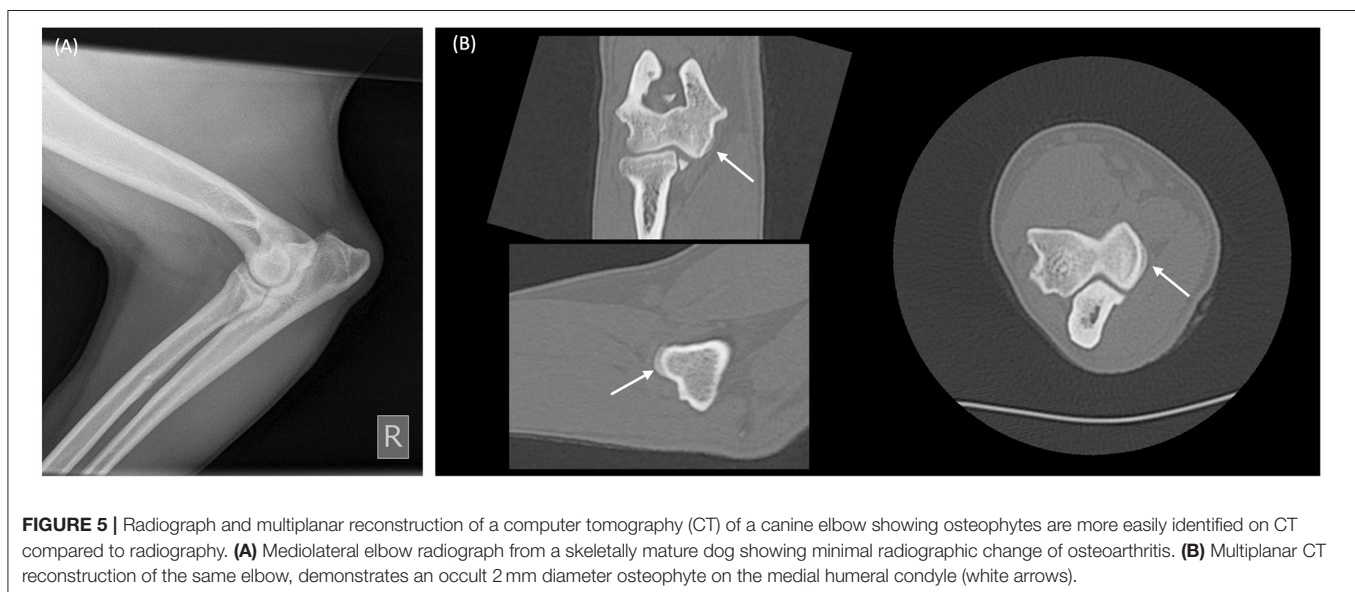 (A)
(B)
R
FIGURE 5 | Radiograph and multiplanar reconstruction of a computer tomography (CT) of a canine elbow showing osteophytes are more easily identified on CT
compared to radiography. (A) Mediolateral elbow radiograph from a skeletally mature dog showing minimal radiographic change of osteoarthritis. (B) Multiplanar CT
reconstruction of the same elbow, demonstrates an occult 2 mm diameter osteophyte on the medial humeral condyle (white arrows).